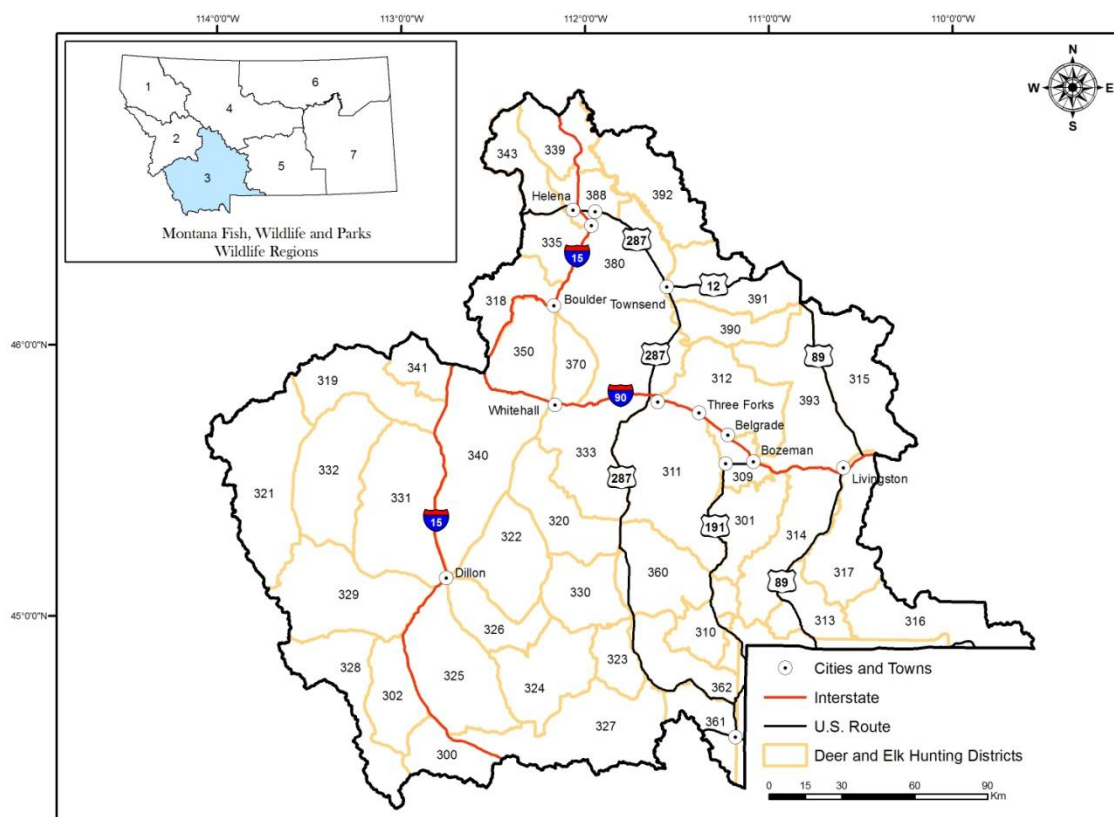 114°0'0"W 113°0'0"W 112°0'0"W 111°0'0"W 110°0'0"W
1
6
4
2
3
5
7
Montana Fish, Wildlife and Parks
Wildlife Regions
N
W E
S
46°0'0"N
45°0'0"N
339
343
388
392
Helena
287
335
15
380
12
318
Boulder
Townsend
391
390
350
370
287
89
315
341
319
312
393
90
Three Forks
Whitehall
Belgrade
333
Bozeman
340
311
309
Livingston
332
321
331
287
15
320
191
301
322
314
Dillon
360
89
317
330
329
326
310
313
316
328
325
323
302
324
362
327
361
300
Cities and Towns
Interstate
U.S. Route
Deer and Elk Hunting Districts
0 15 30 60 90
Km